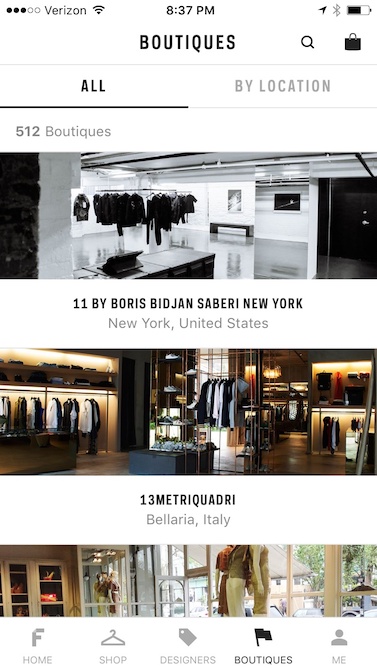 Verizon 8:37 PM
BOUTIQUES
ALL BY LOCATION
512 Boutiques
11 BY BORIS BIDJAN SABERI NEW YORK
New York, United States
13METRIQUADRI
Bellaria, Italy
HOME SHOP DESIGNERS BOUTIQUES ME